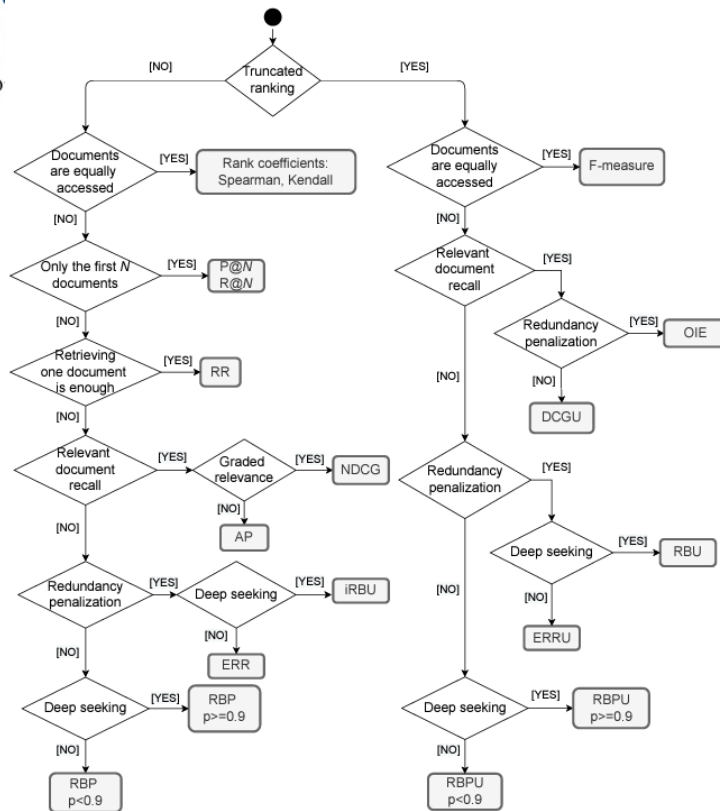 Truncated
ranking
[NO]
[YES]
Documents
are equally
accessed
[YES]
Rank coefficients:
Spearman, Kendall
[NO]
Only the first N
documents
[YES]
P@N
R@N
[NO]
Retrieving
one document
is enough
[YES]
RR
[NO]
Relevant
document
recall
[YES]
Graded
relevance
[YES]
NDCG
[NO]
AP
[NO]
Redundancy
penalization
[YES]
Deep seeking
[YES]
iRBU
[NO]
ERR
[NO]
Deep seeking
[YES]
RBP
p>=0.9
[NO]
RBP
p<0.9
Documents
are equally
accessed
[YES]
F-measure
[NO]
Relevant
document
recall
[YES]
Redundancy
penalization
[YES]
OIE
[NO]
DCGU
[NO]
Redundancy
penalization
[YES]
Deep seeking
[YES]
RBU
[NO]
ERRU
[NO]
Deep seeking
[YES]
RBPU
p>=0.9
[NO]
RBPU
p<0.9